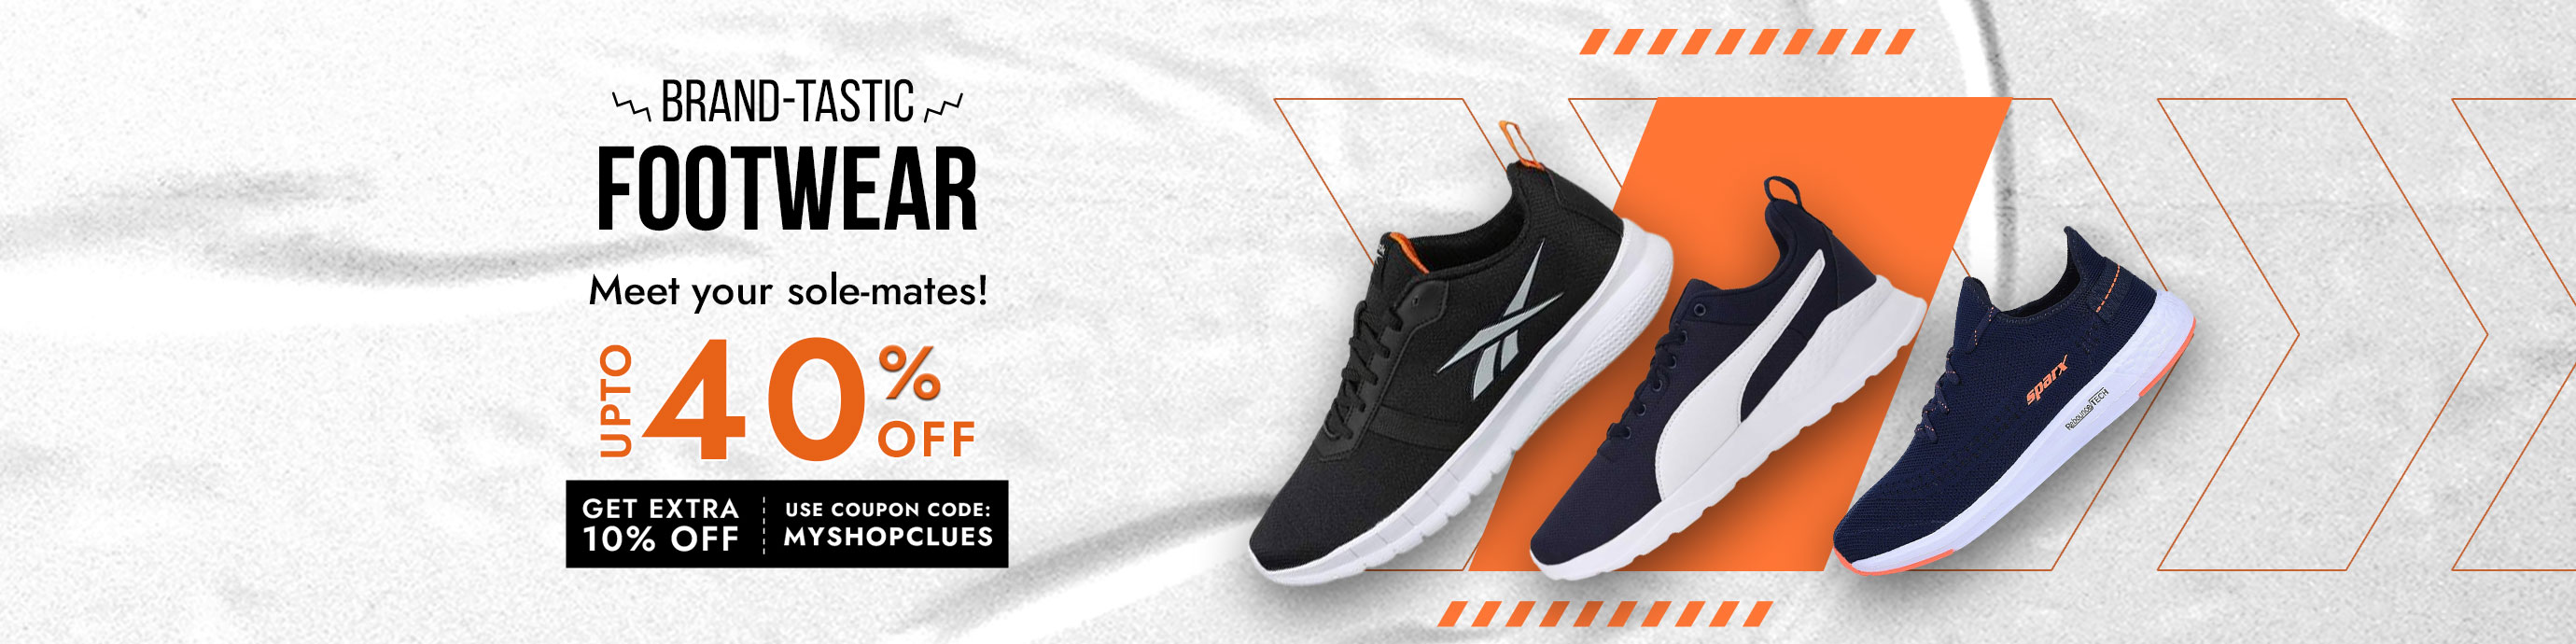 BRAND-TASTIC
FOOTWEAR
Meet your sole-mates!
UPTO 40% OFF
GET EXTRA
10% OFF
USE COUPON CODE:
MYSHOPCLUES
sparx
RebounceTECH